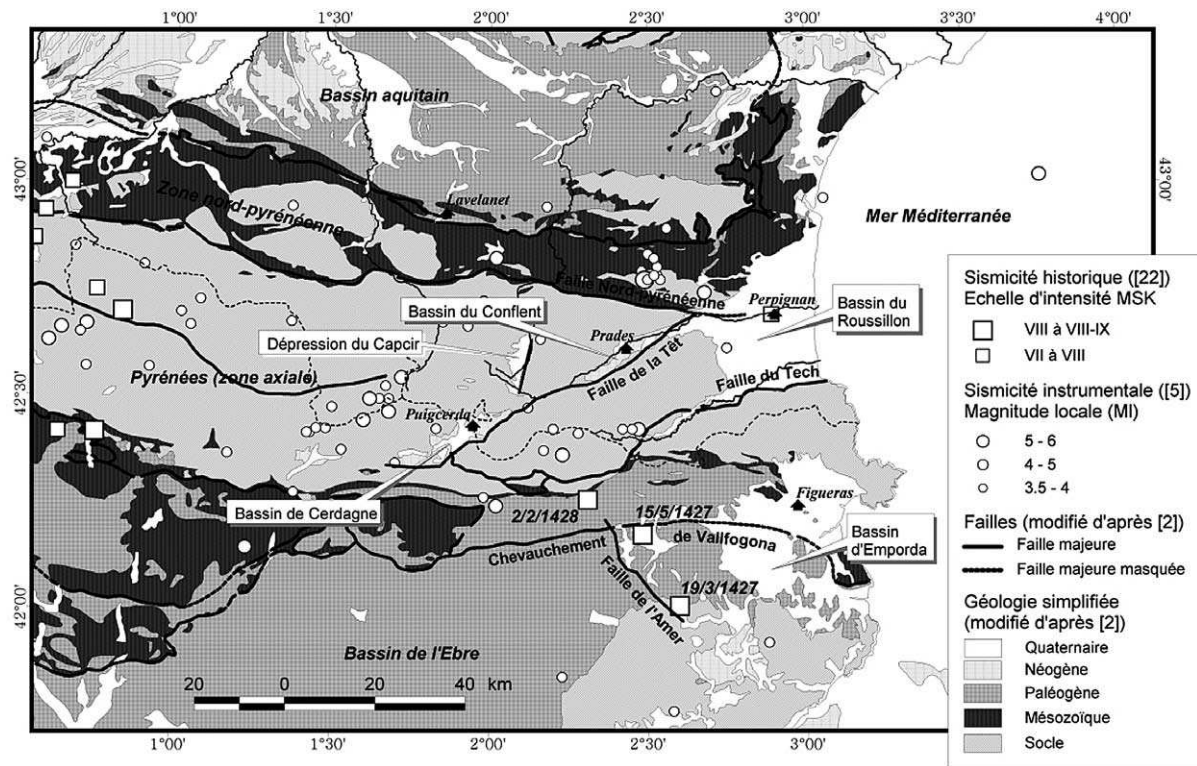 1°00' 1°30' 2°00' 2°30' 3°00' 3°30' 4°00'
43°00'
42°30'
42°00'
43°00'
Bassin aquitain
Zone nord-pyrénéenne
Lavelanet
Mer Méditerranée
Faille Nord-pyrénéenne
Perpignan
Bassin du Roussillon
Bassin du Conflent
Prades
Dépression du Capcir
Pyrénées (zone axiale)
Faille de la Têt
Faille du Tech
Puigcerda
Bassin de Cerdagne
2/2/1428
15/5/1427
Figueras
Chevauchement de Vallfogona
Bassin d'Emporda
Faille de l'Amer
19/3/1427
Bassin de l'Ebre
20 0 20 40 km
1°00' 1°30' 2°00' 2°30' 3°00'
Sismicité historique ([22])
Echelle d'intensité MSK
VIII à VIII-IX
VII à VIII
Sismicité instrumentale ([5])
Magnitude locale (Ml)
5 - 6
4 - 5
3.5 - 4
Failles (modifié d'après [2])
Faille majeure
Faille majeure masquée
Géologie simplifiée
(modifié d'après [2])
Quaternaire
Néogène
Paléogène
Mésozoïque
Socle